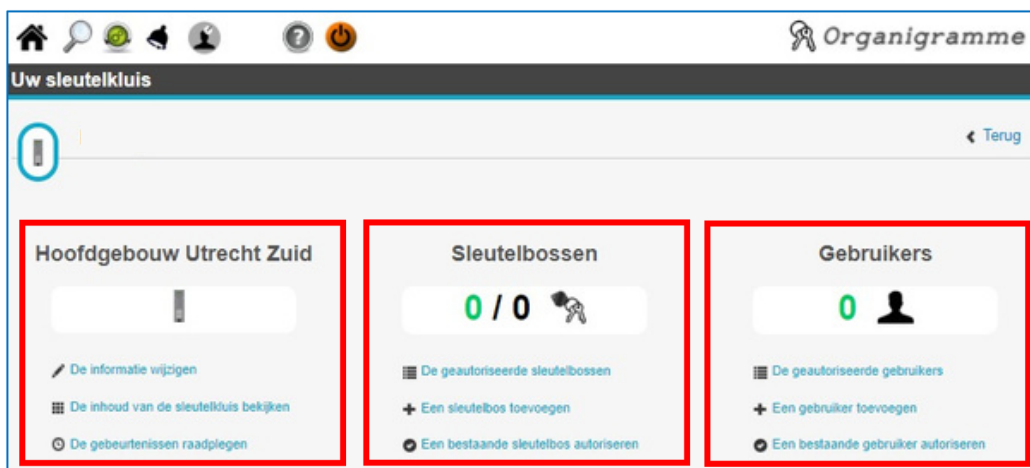 Organigramme
Uw sleutelkluis
Terug
Hoofdgebouw Utrecht Zuid
De informatie wijzigen
De inhoud van de sleutelkluis bekijken
De gebeurtenissen raadplegen
Sleutelbossen
0 / 0
De geautoriseerde sleutelbossen
Een sleutelbos toevoegen
Een bestaande sleutelbos autoriseren
Gebruikers
0
De geautoriseerde gebruikers
Een gebruiker toevoegen
Een bestaande gebruiker autoriseren